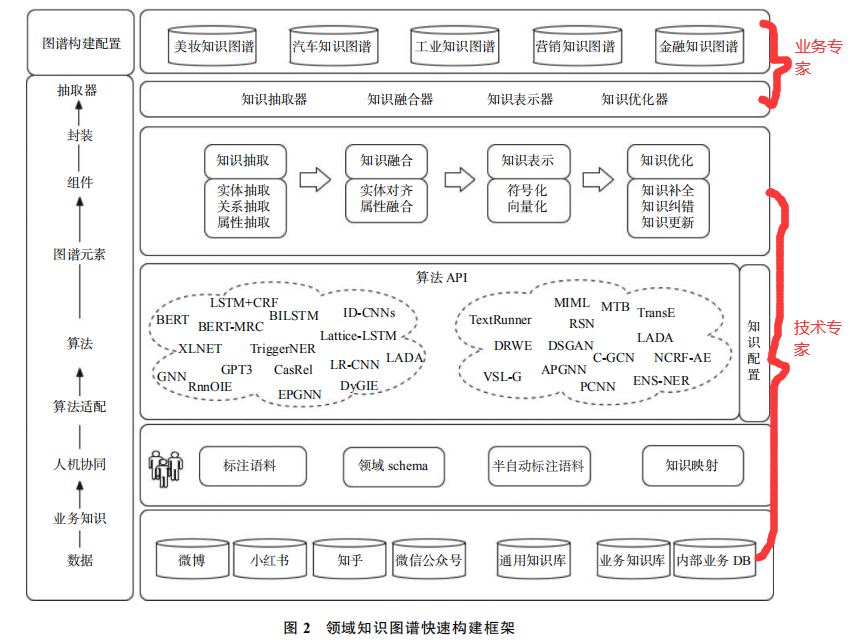 图谱构建配置
美妆知识图谱 汽车知识图谱 工业知识图谱 营销知识图谱 金融知识图谱
业务专
家
抽取器
知识抽取器 知识融合器 知识表示器 知识优化器
封装
组件
图谱元素
知识抽取 知识融合 知识表示 知识优化
实体抽取
关系抽取
属性抽取
实体对齐
属性融合
符号化
向量化
知识补全
知识纠错
知识更新
算法
算法适配
算法 API
LSTM+CRF
BERT
BILSTM
ID-CNNs
BERT-MRC
Lattice-LSTM
XLNET
TriggerNER
LADA
LR-CNN
GNN
GPT3
CasRel
RnnOIE
DyGIE
EPGNN
MIML
MTB
TransE
TextRunner
RSN
LADA
DRWE
DSGAN
C-GCN
NCRF-AE
APGNN
VSL-G
ENS-NER
PCNN
知识配置
技术专
家
人机协同
标注语料 领域 schema 半自动标注语料 知识映射
业务知识
数据
微博 小红书 知乎 微信公众号 通用知识库 业务知识库 内部业务 DB
图 2 领域知识图谱快速构建框架